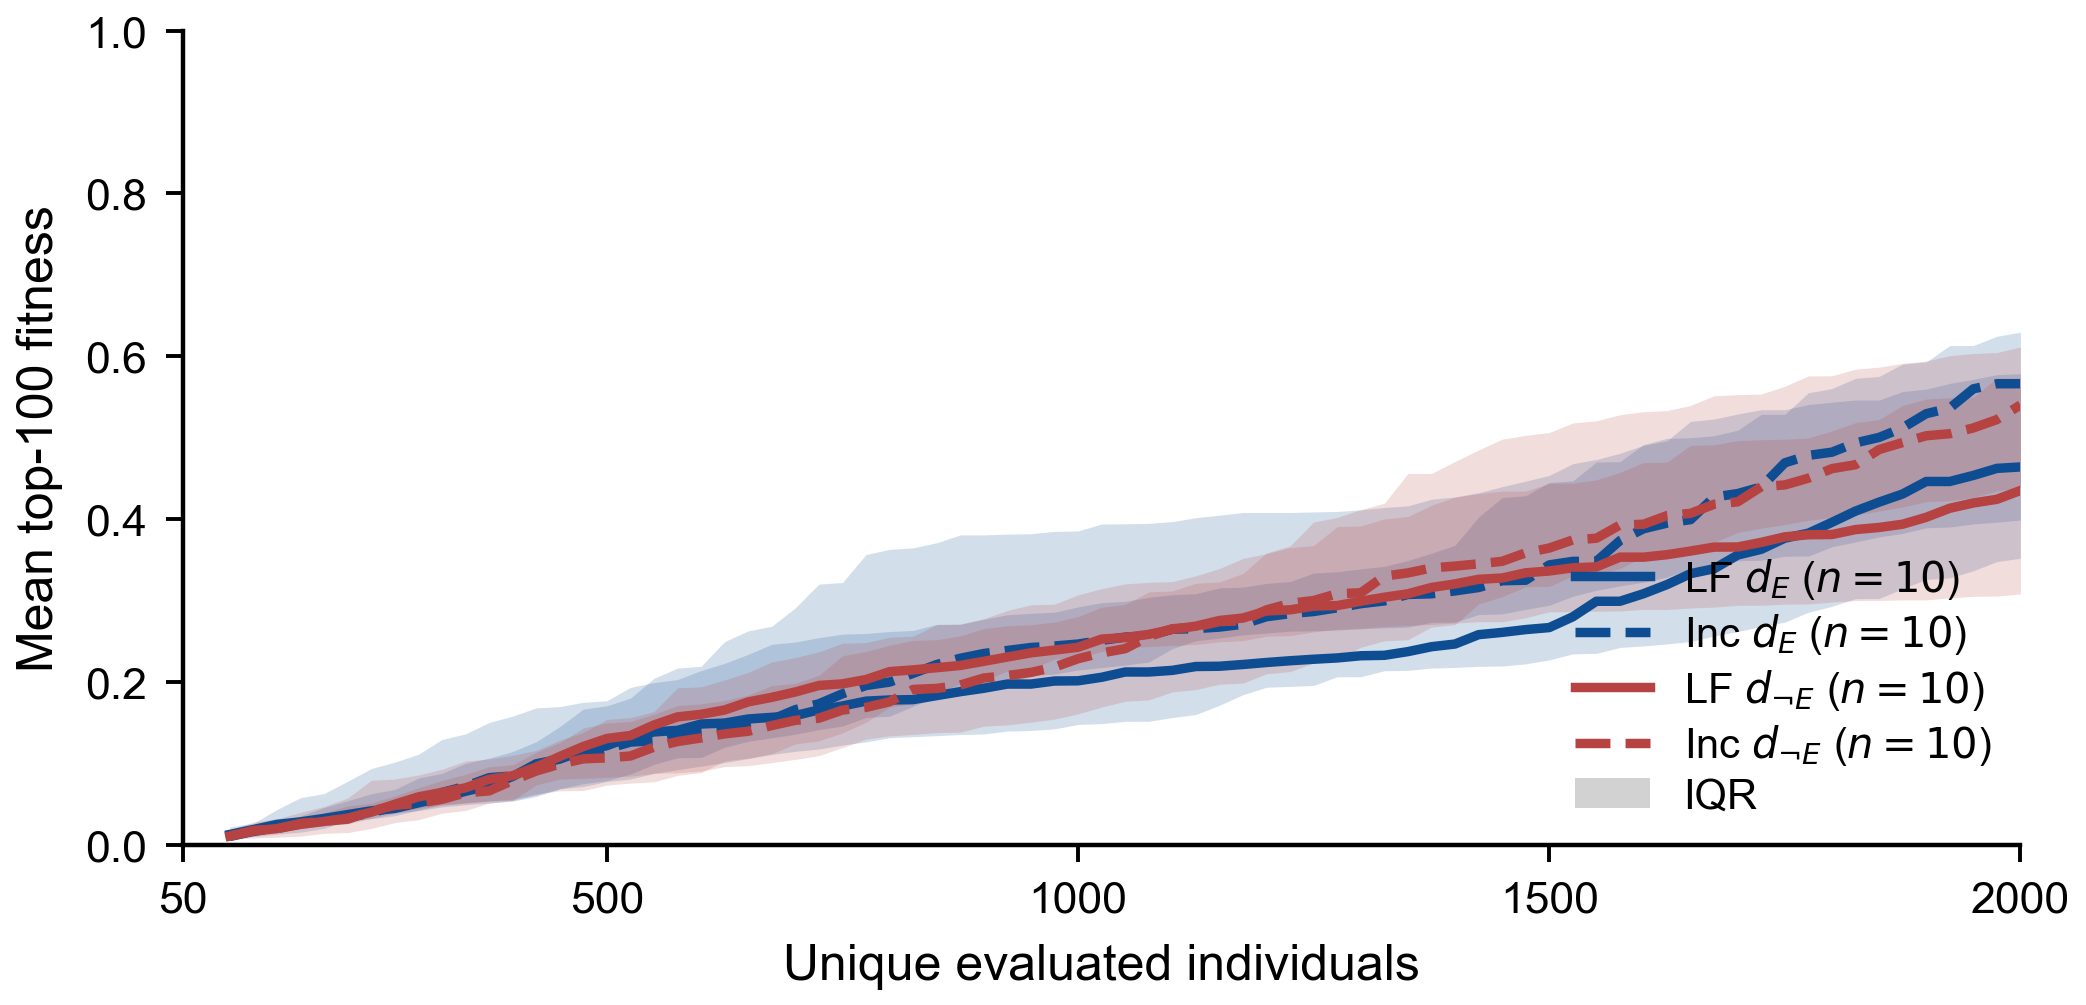 1.0
0.8
0.6
0.4
0.2
0.0
Mean top-100 fitness
50 500 1000 1500 2000
Unique evaluated individuals
LF d_E (n = 10)
Inc d_E (n = 10)
LF d_¬E (n = 10)
Inc d_¬E (n = 10)
IQR